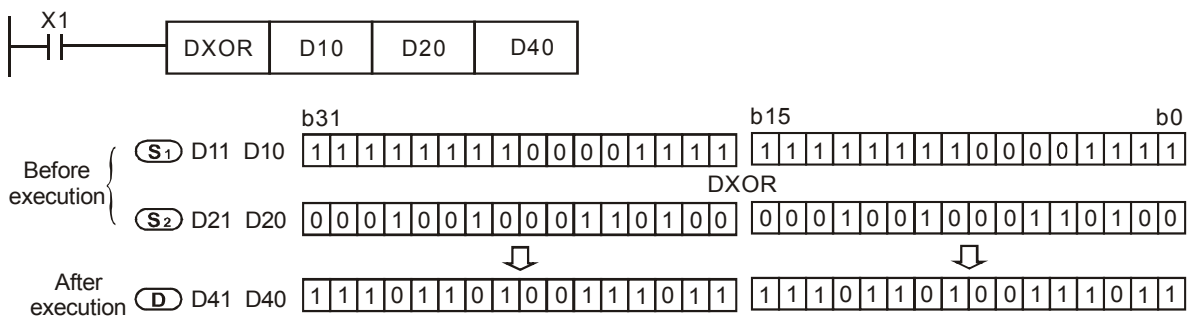 X1
DXOR D10 D20 D40
b31 b15 b0
Before execution
S1 D11 D10 1 1 1 1 1 1 1 1 0 0 0 0 1 1 1 1 1 1 1 1 1 1 1 1 0 0 0 0 1 1 1 1
DXOR
S2 D21 D20 0 0 0 1 0 0 1 0 0 0 1 1 0 1 0 0 0 0 0 1 0 0 1 0 0 0 1 1 0 1 0 0
After execution
D D41 D40 1 1 1 0 1 1 0 1 0 0 1 1 1 0 1 1 1 1 1 0 1 1 0 1 0 0 1 1 1 0 1 1